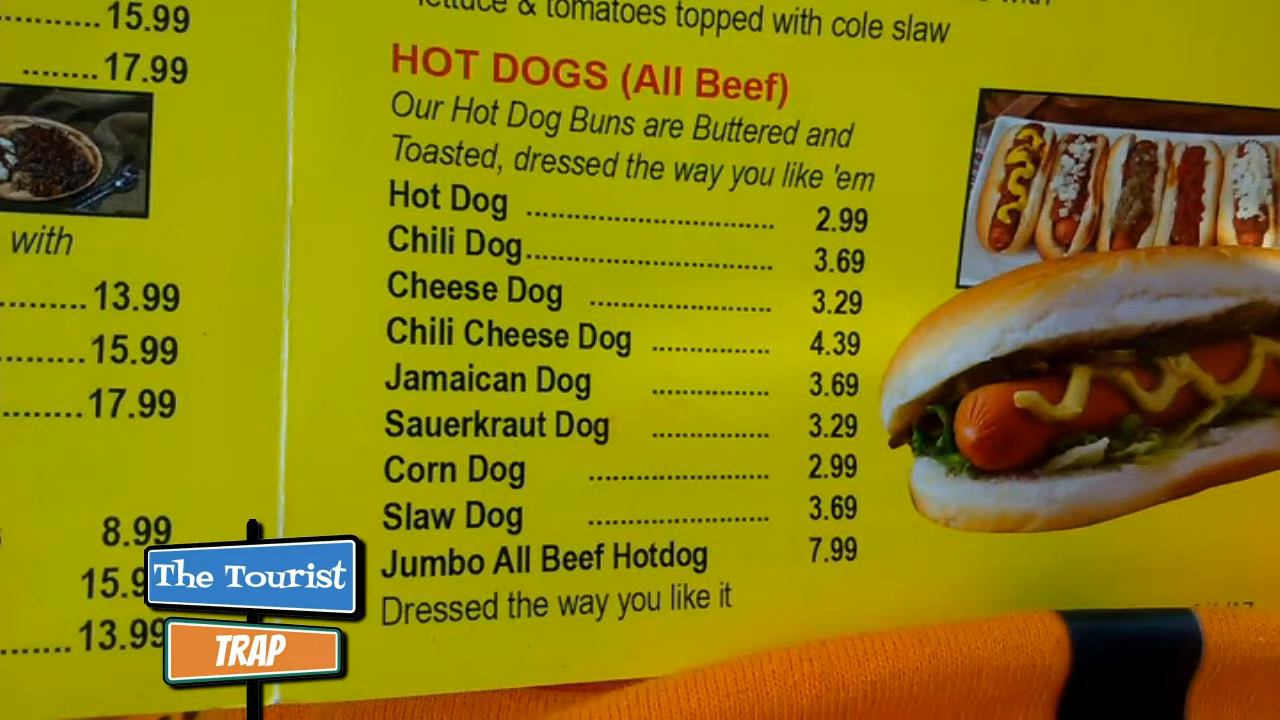 15.99
17.99
with
13.99
15.99
17.99
8.99
15.9
13.99
lettuce & tomatoes topped with cole slaw
HOT DOGS (All Beef)
Our Hot Dog Buns are Buttered and
Toasted, dressed the way you like 'em
Hot Dog 2.99
Chili Dog 3.69
Cheese Dog 3.29
Chili Cheese Dog 4.39
Jamaican Dog 3.69
Sauerkraut Dog 3.29
Corn Dog 2.99
Slaw Dog 3.69
Jumbo All Beef Hotdog 7.99
Dressed the way you like it
The Tourist
TRAP